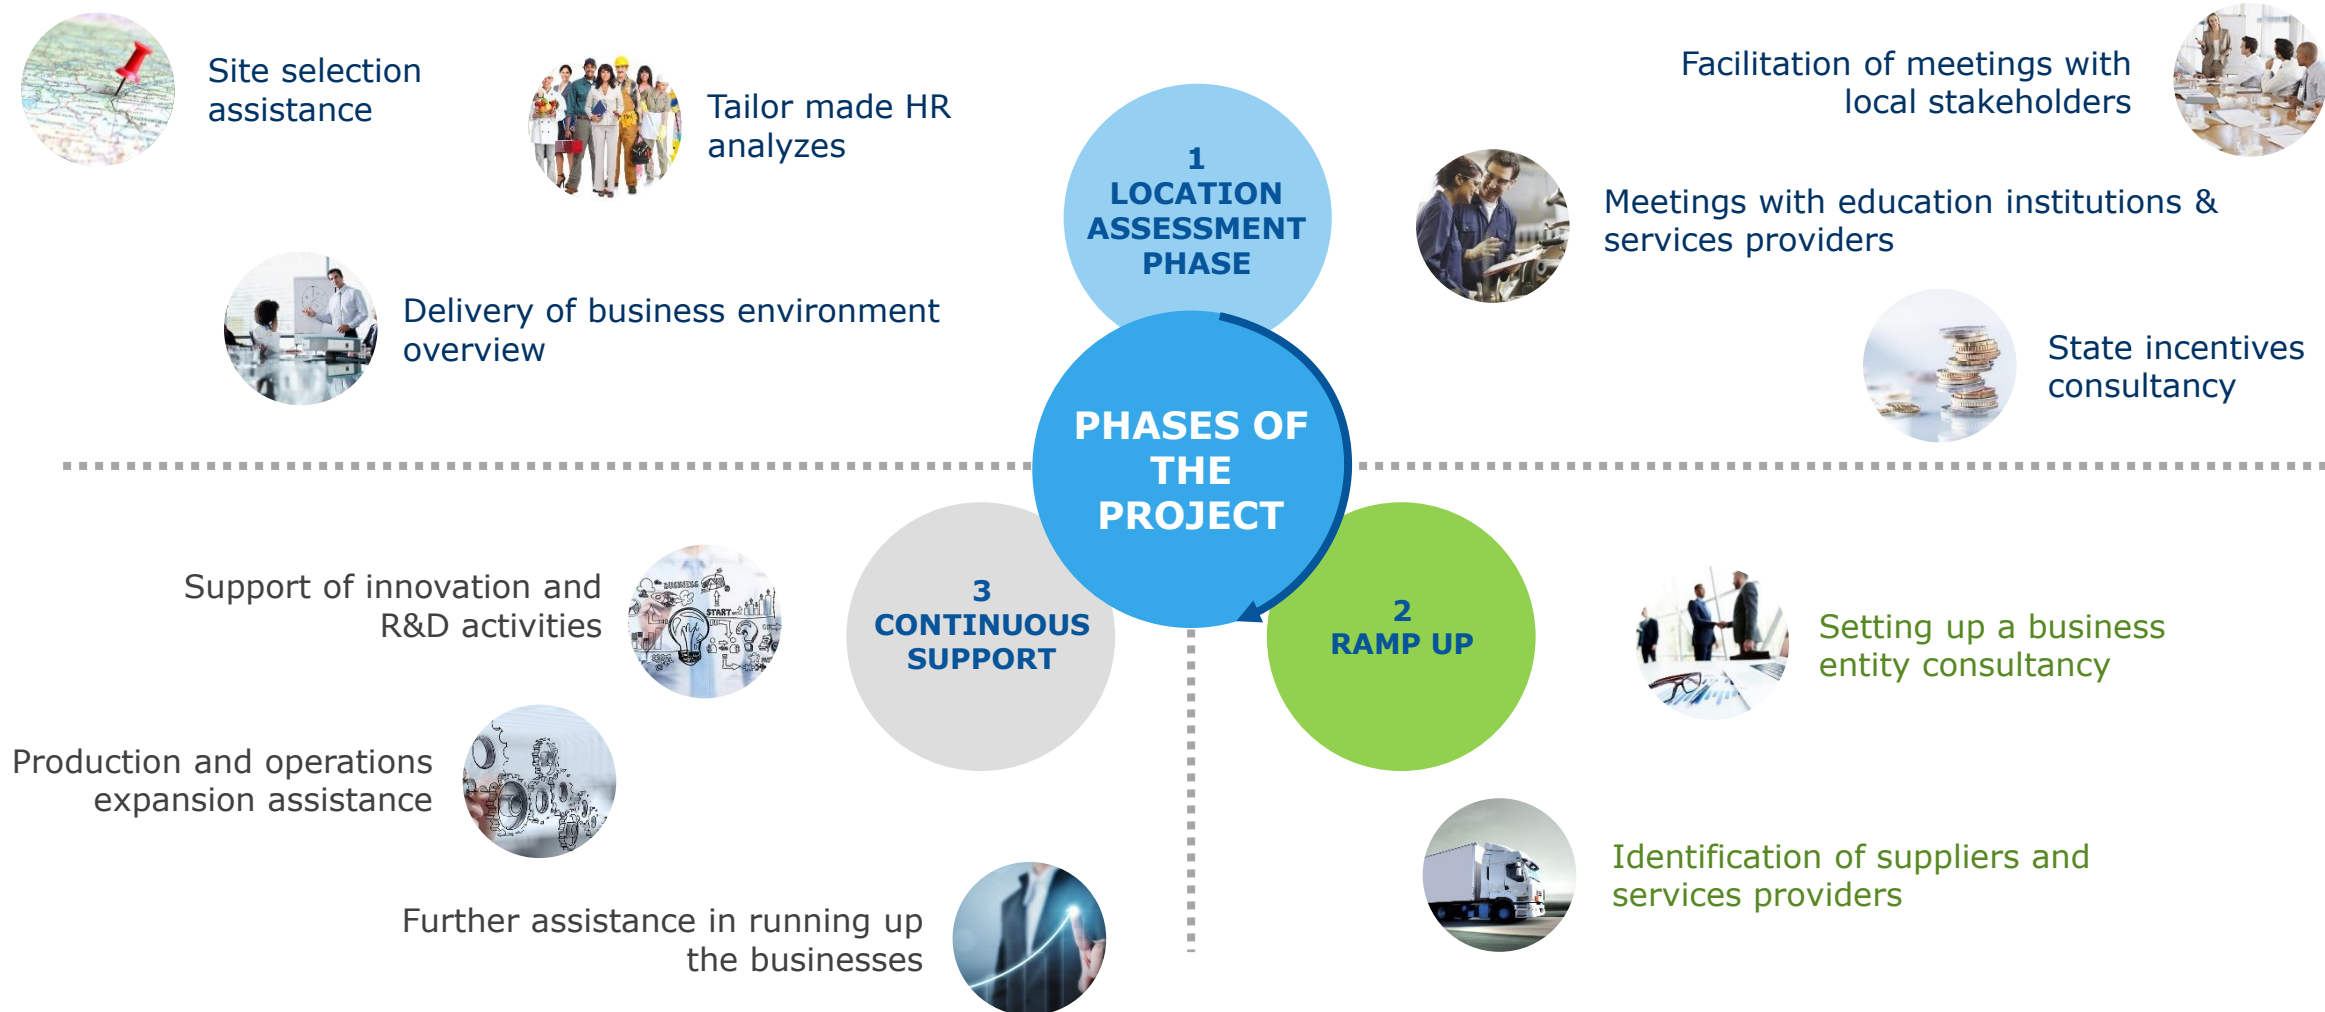 Site selection
assistance
Tailor made HR
analyzes
Delivery of business environment
overview
1
LOCATION
ASSESSMENT
PHASE
Facilitation of meetings with
local stakeholders
Meetings with education institutions &
services providers
State incentives
consultancy
PHASES OF
THE
PROJECT
2
RAMP UP
Setting up a business
entity consultancy
Identification of suppliers and
services providers
3
CONTINUOUS
SUPPORT
Support of innovation and
R&D activities
BUSINESS
START
Production and operations
expansion assistance
Further assistance in running up
the businesses